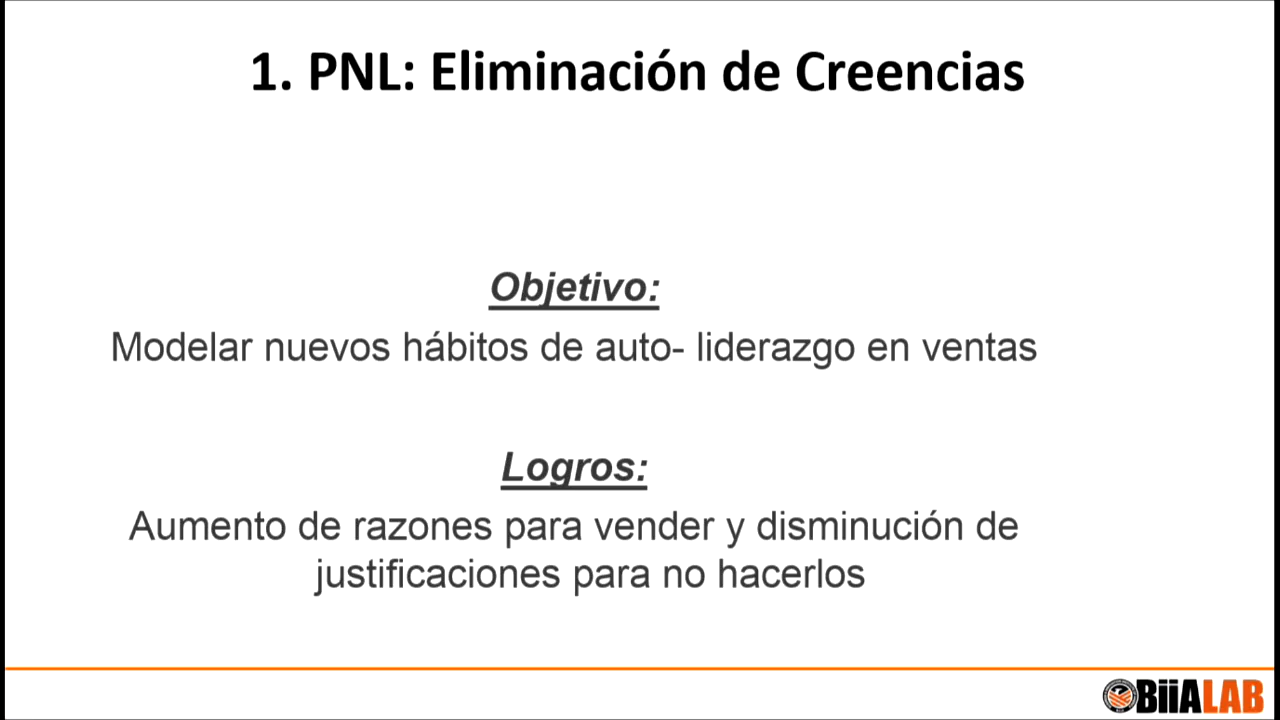 1. PNL: Eliminación de Creencias
Objetivo:
Modelar nuevos hábitos de auto- liderazgo en ventas
Logros:
Aumento de razones para vender y disminución de
justificaciones para no hacerlos
BiiALAB